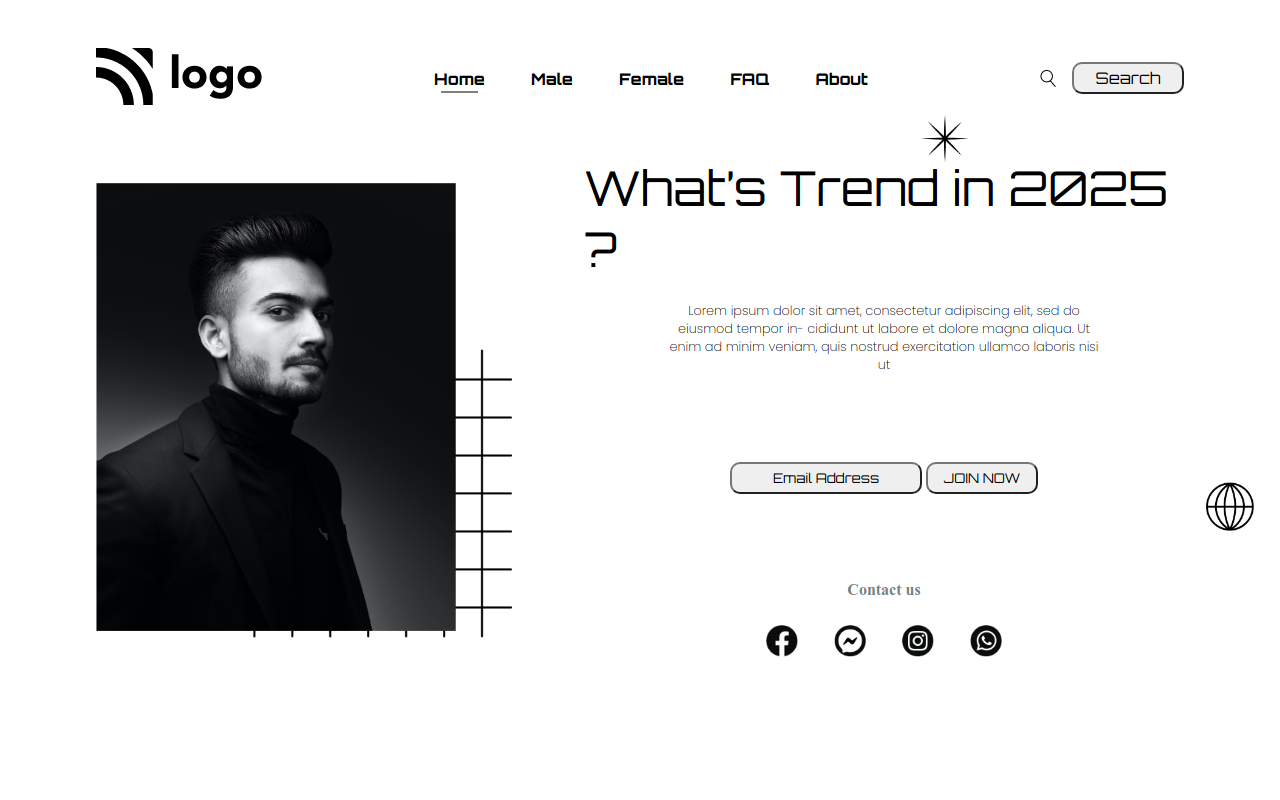 logo
Home Male Female FAQ About Search
What's Trend in 2025
?
Lorem ipsum dolor sit amet, consectetur adipiscing elit, sed do
eiusmod tempor in- cididunt ut labore et dolore magna aliqua. Ut
enim ad minim veniam, quis nostrud exercitation ullamco laboris nisi
ut
Email Address JOIN NOW
Contact us